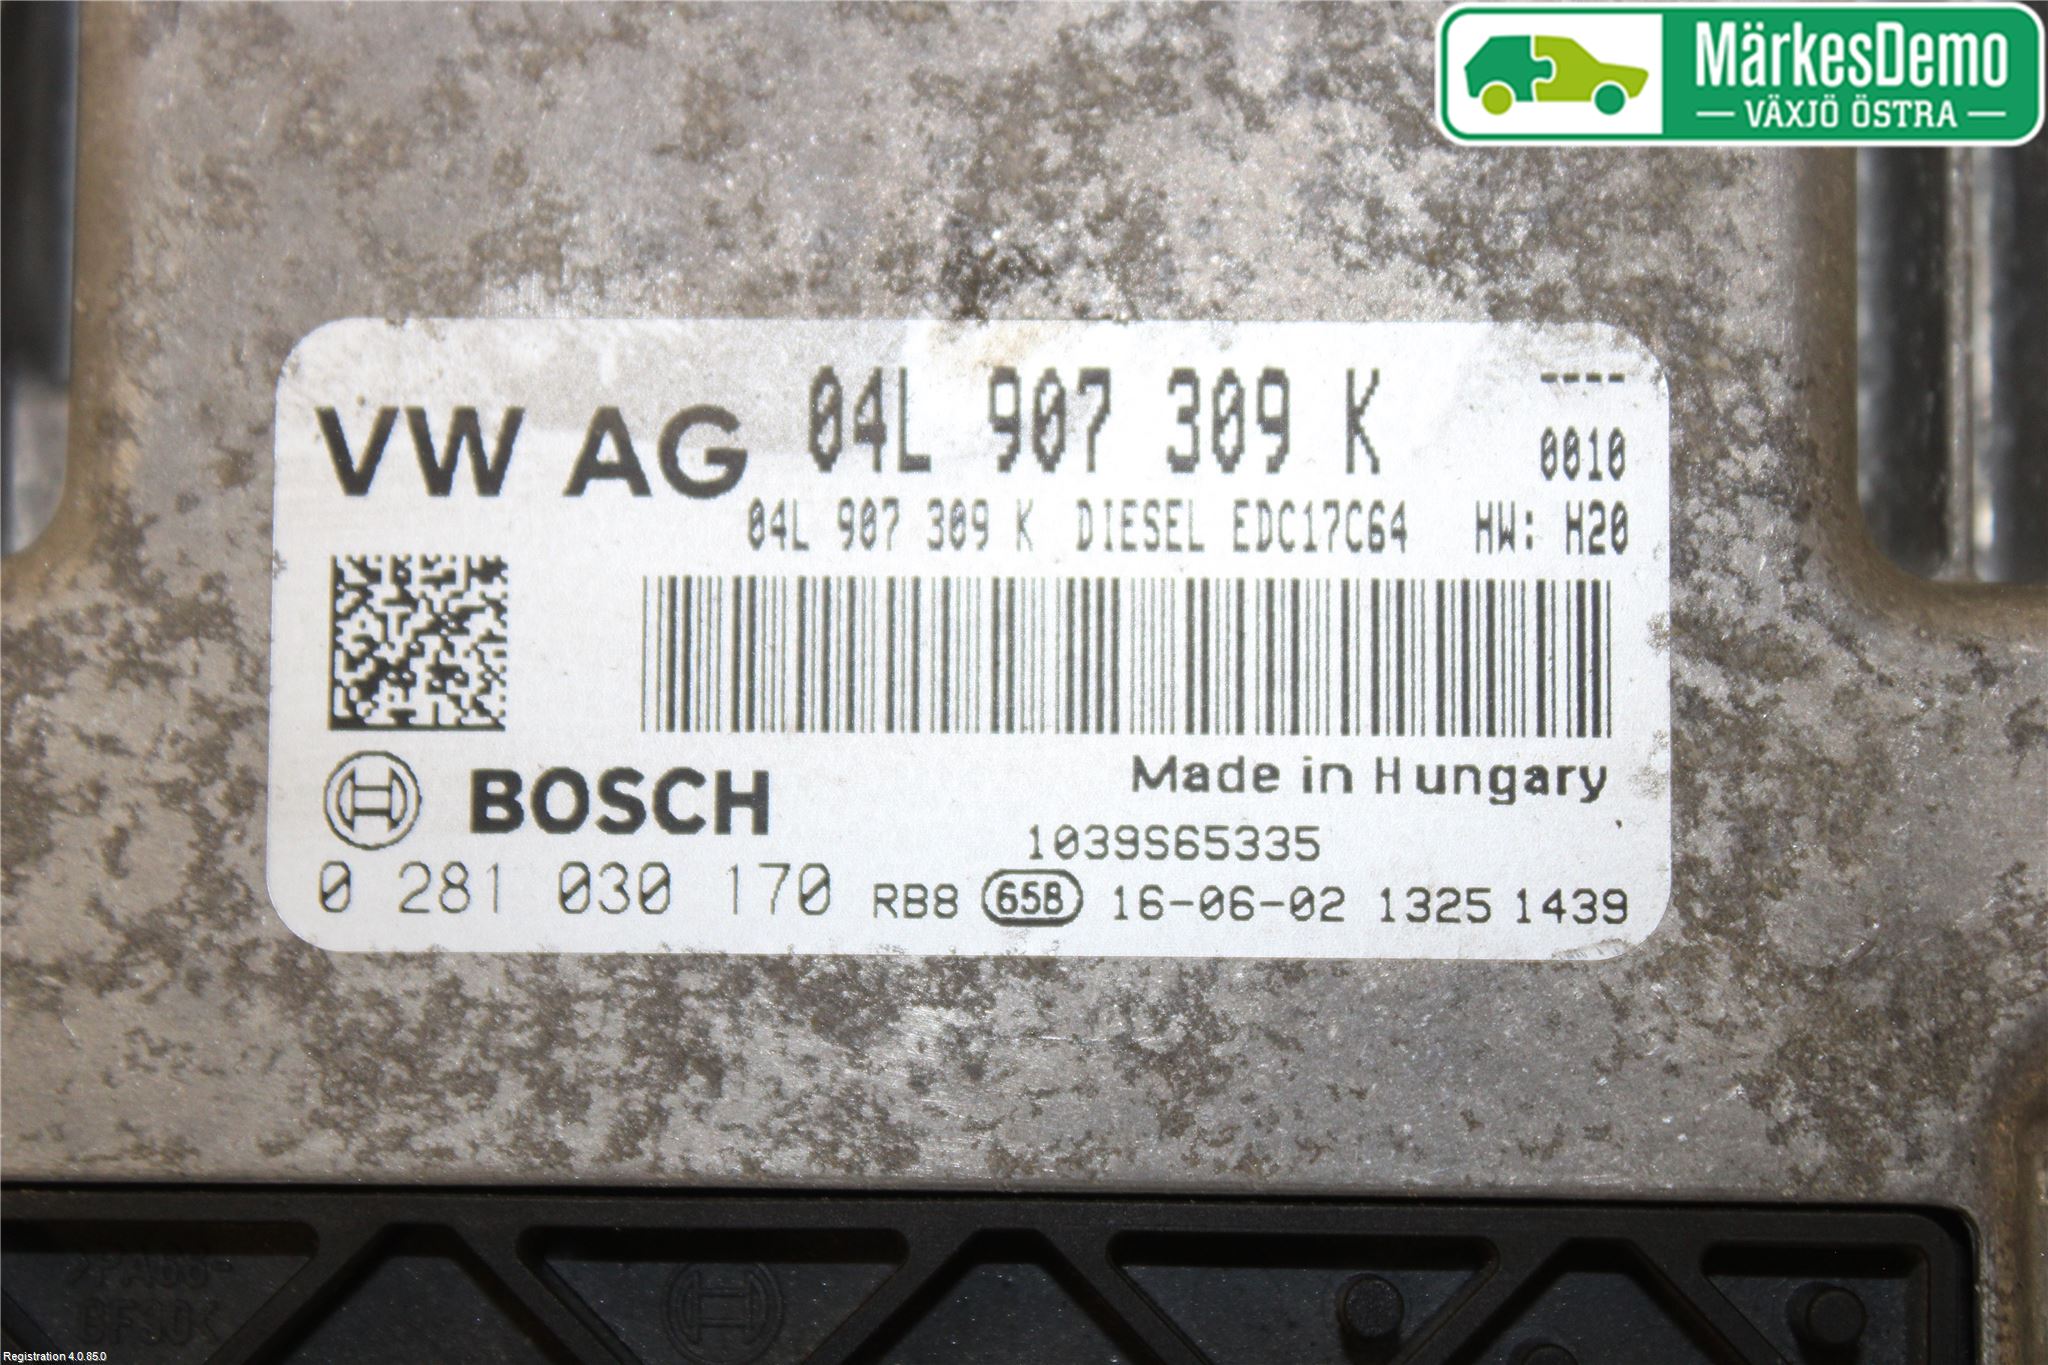 MärkesDemo
VÄXJÖ ÖSTRA
VW AG 04L 907 309 K ----
0010
04L 907 309 K DIESEL EDC17C64 HW: H20
BOSCH Made in Hungary
1039S65335
0 281 030 170 RB8 658 16-06-02 1325 1439
Registration 4.0.85.0